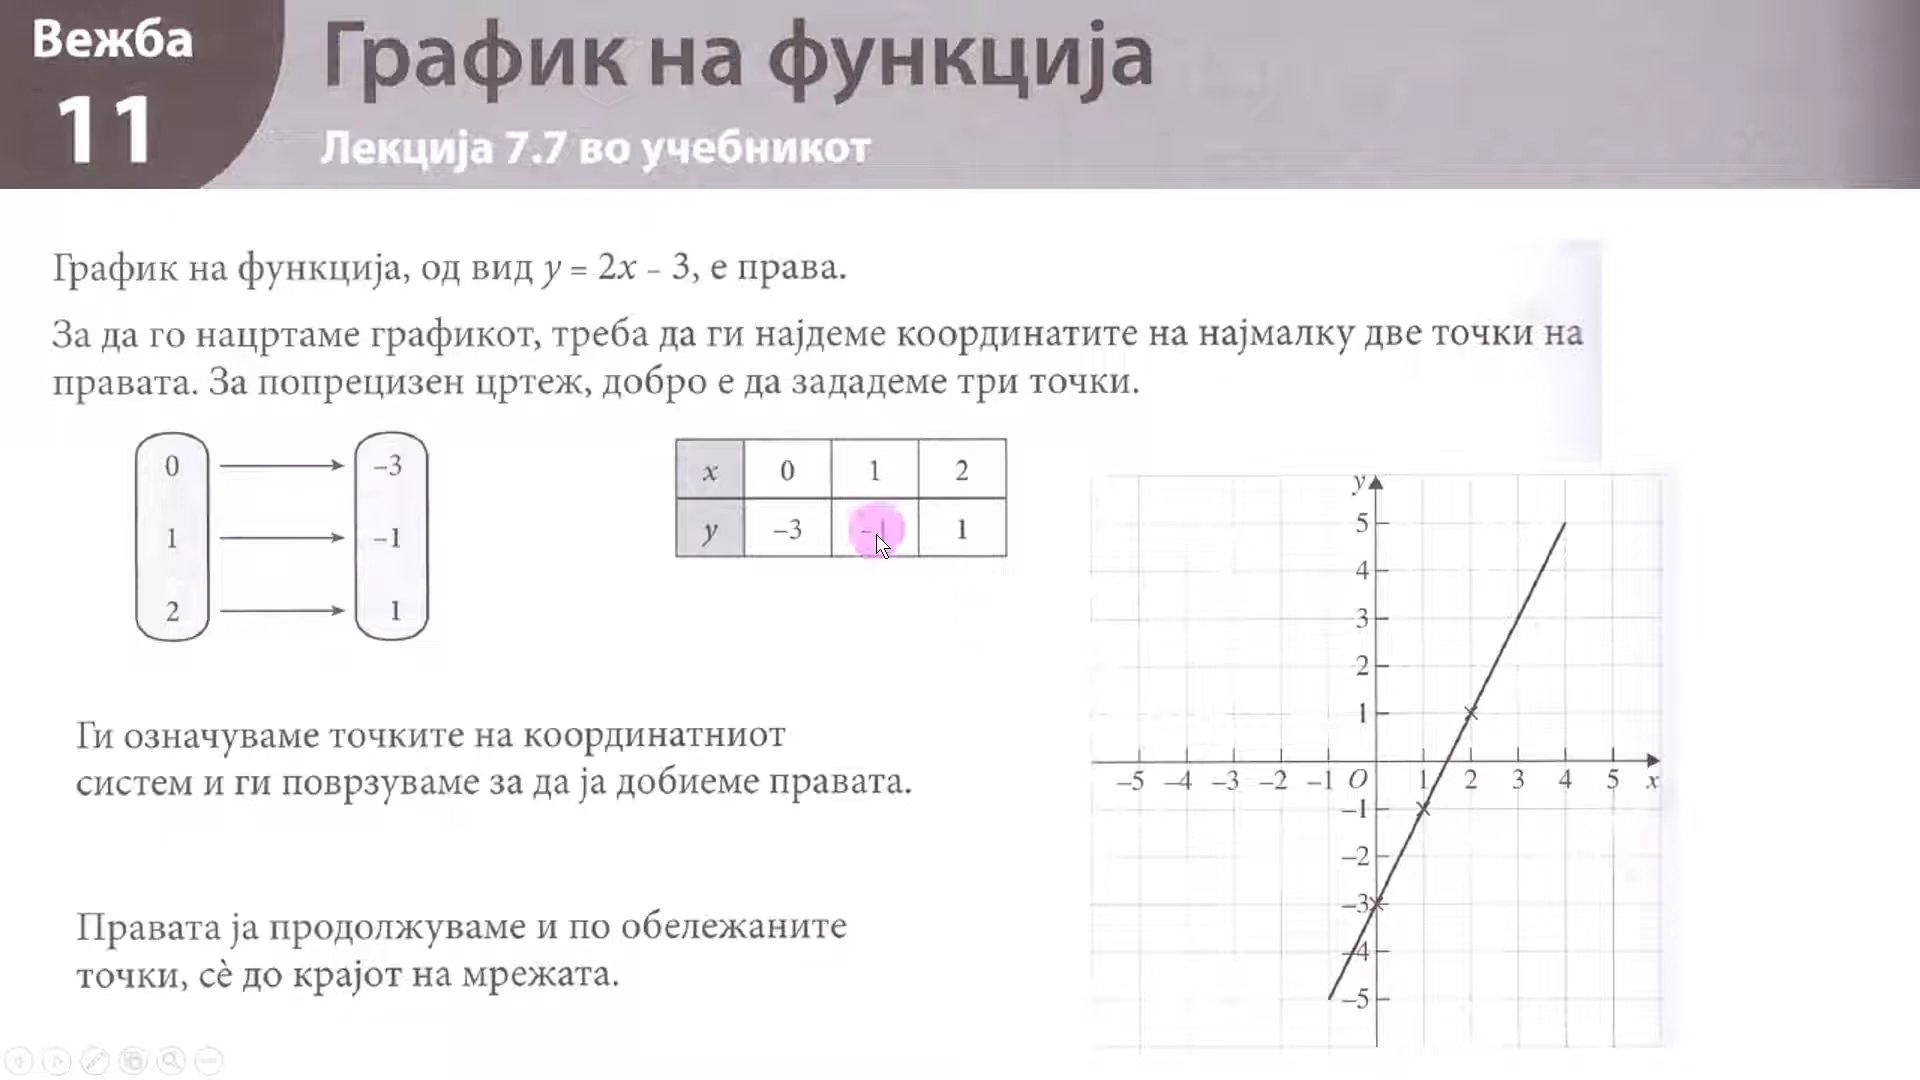 Вежба
11
График на функција
Лекција 7.7 во учебникот
График на функција, од вид y = 2x – 3, е права.
За да го нацртаме графикот, треба да ги најдеме координатите на најмалку две точки на
правата. За попрецизен цртеж, добро е да зададеме три точки.
0 –3
1 –1
2 1
x 0 1 2
y –3 –1 1
Ги означуваме точките на координатниот
систем и ги поврзуваме за да ја добиеме правата.
Правата ја продолжуваме и по обележаните
точки, сѐ до крајот на мрежата.
y
5
4
3
2
1
–5 –4 –3 –2 –1 O 1 2 3 4 5 x
–1
–2
–3
–4
–5